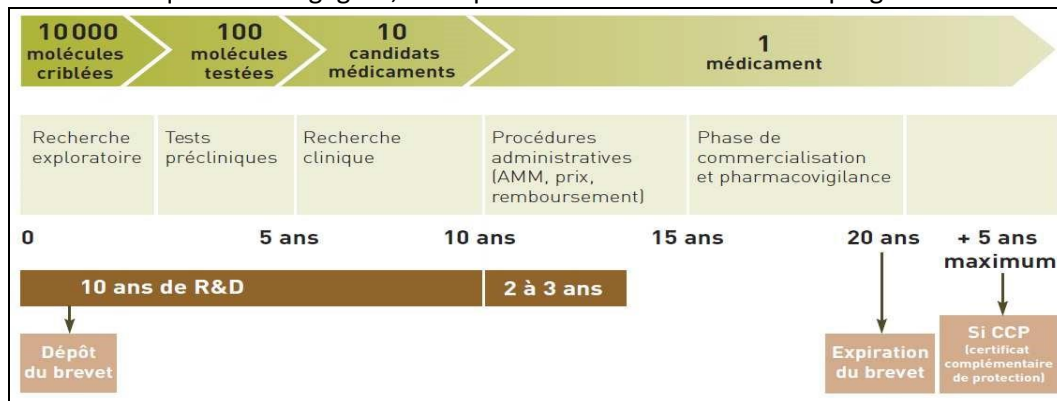 10 000
molécules
criblées
100
molécules
testées
10
candidats
médicaments
1
médicament
Recherche
exploratoire
Tests
précliniques
Recherche
clinique
Procédures
administratives
(AMM, prix,
remboursement)
Phase de
commercialisation
et pharmacovigilance
0
5 ans
10 ans
15 ans
20 ans
+ 5 ans
maximum
10 ans de R&D
2 à 3 ans
Dépôt
du brevet
Expiration
du brevet
Si CCP
(certificat
complémentaire
de protection)